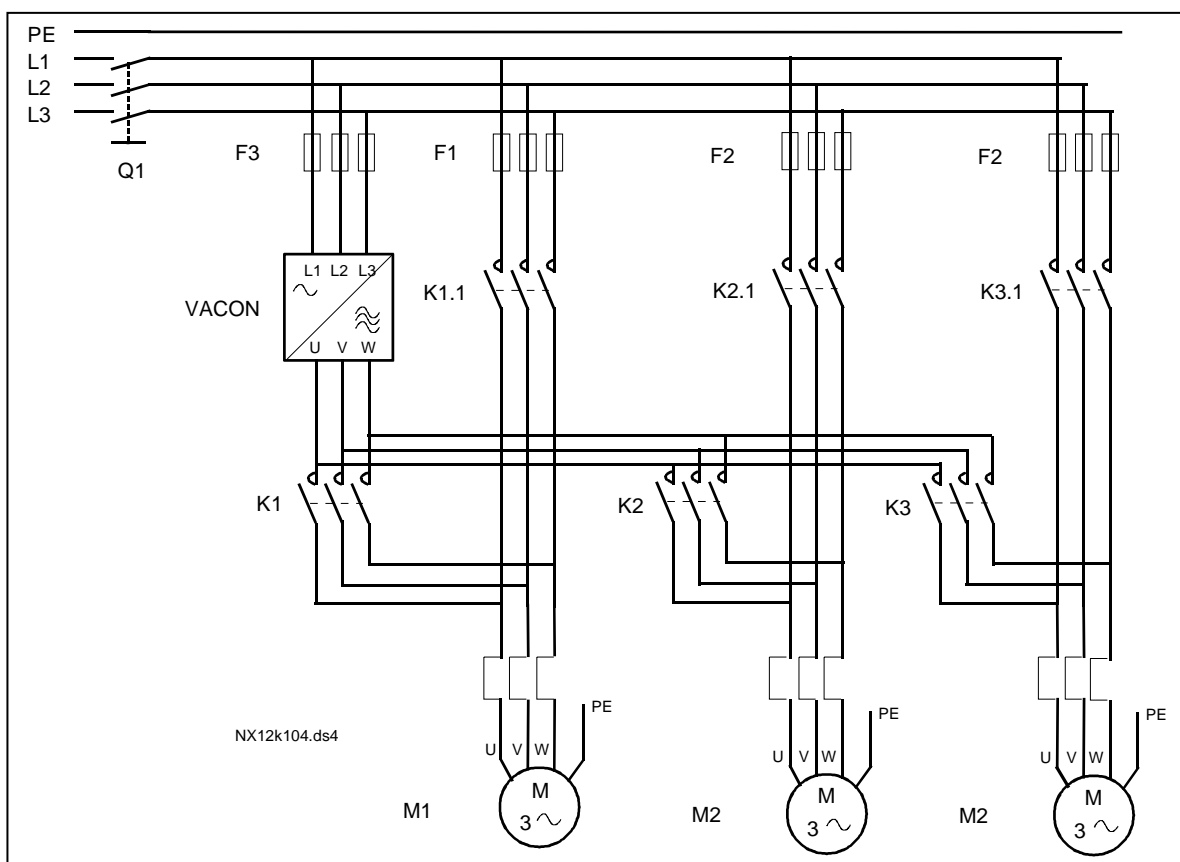 PE
L1
L2
L3
Q1
F3
F1
F2
F2
L1 L2 L3
VACON
U V W
K1.1
K2.1
K3.1
K1
K2
K3
PE
PE
PE
NX12k104.ds4
U V W
U V W
U V W
M1
M
3
M2
M
3
M2
M
3